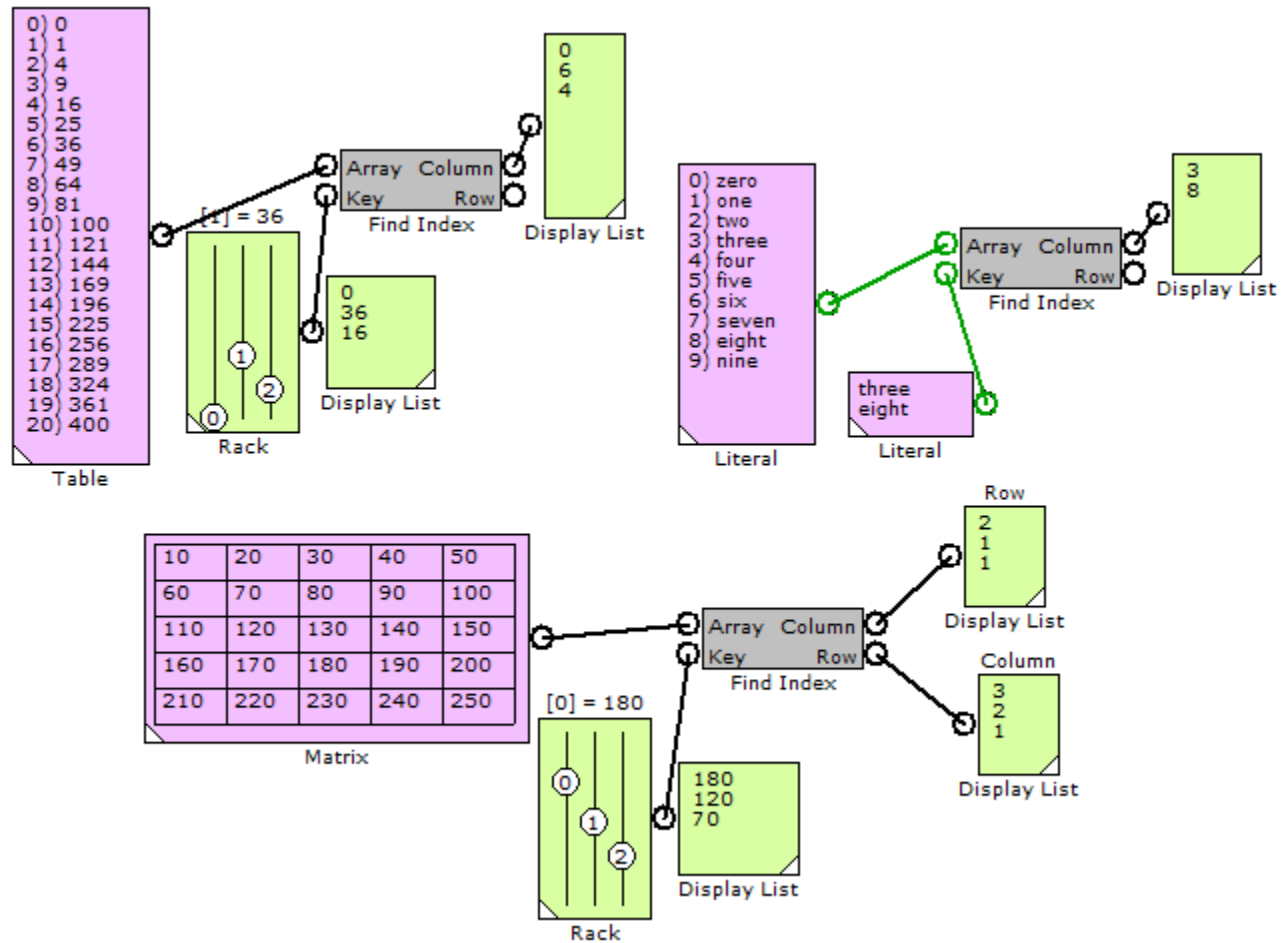 0) 0
1) 1
2) 4
3) 9
4) 16
5) 25
6) 36
7) 49
8) 64
9) 81
10) 100
11) 121
12) 144
13) 169
14) 196
15) 225
16) 256
17) 289
18) 324
19) 361
20) 400
Table
[1] = 36
0
1
2
Rack
0
36
16
Display List
Array Column
Key Row
Find Index
0
6
4
Display List
0) zero
1) one
2) two
3) three
4) four
5) five
6) six
7) seven
8) eight
9) nine
Literal
three
eight
Literal
Array Column
Key Row
Find Index
3
8
Display List
10 20 30 40 50
60 70 80 90 100
110 120 130 140 150
160 170 180 190 200
210 220 230 240 250
Matrix
[0] = 180
0
1
2
Rack
180
120
70
Display List
Array Column
Key Row
Find Index
Row
2
1
1
Display List
Column
3
2
1
Display List